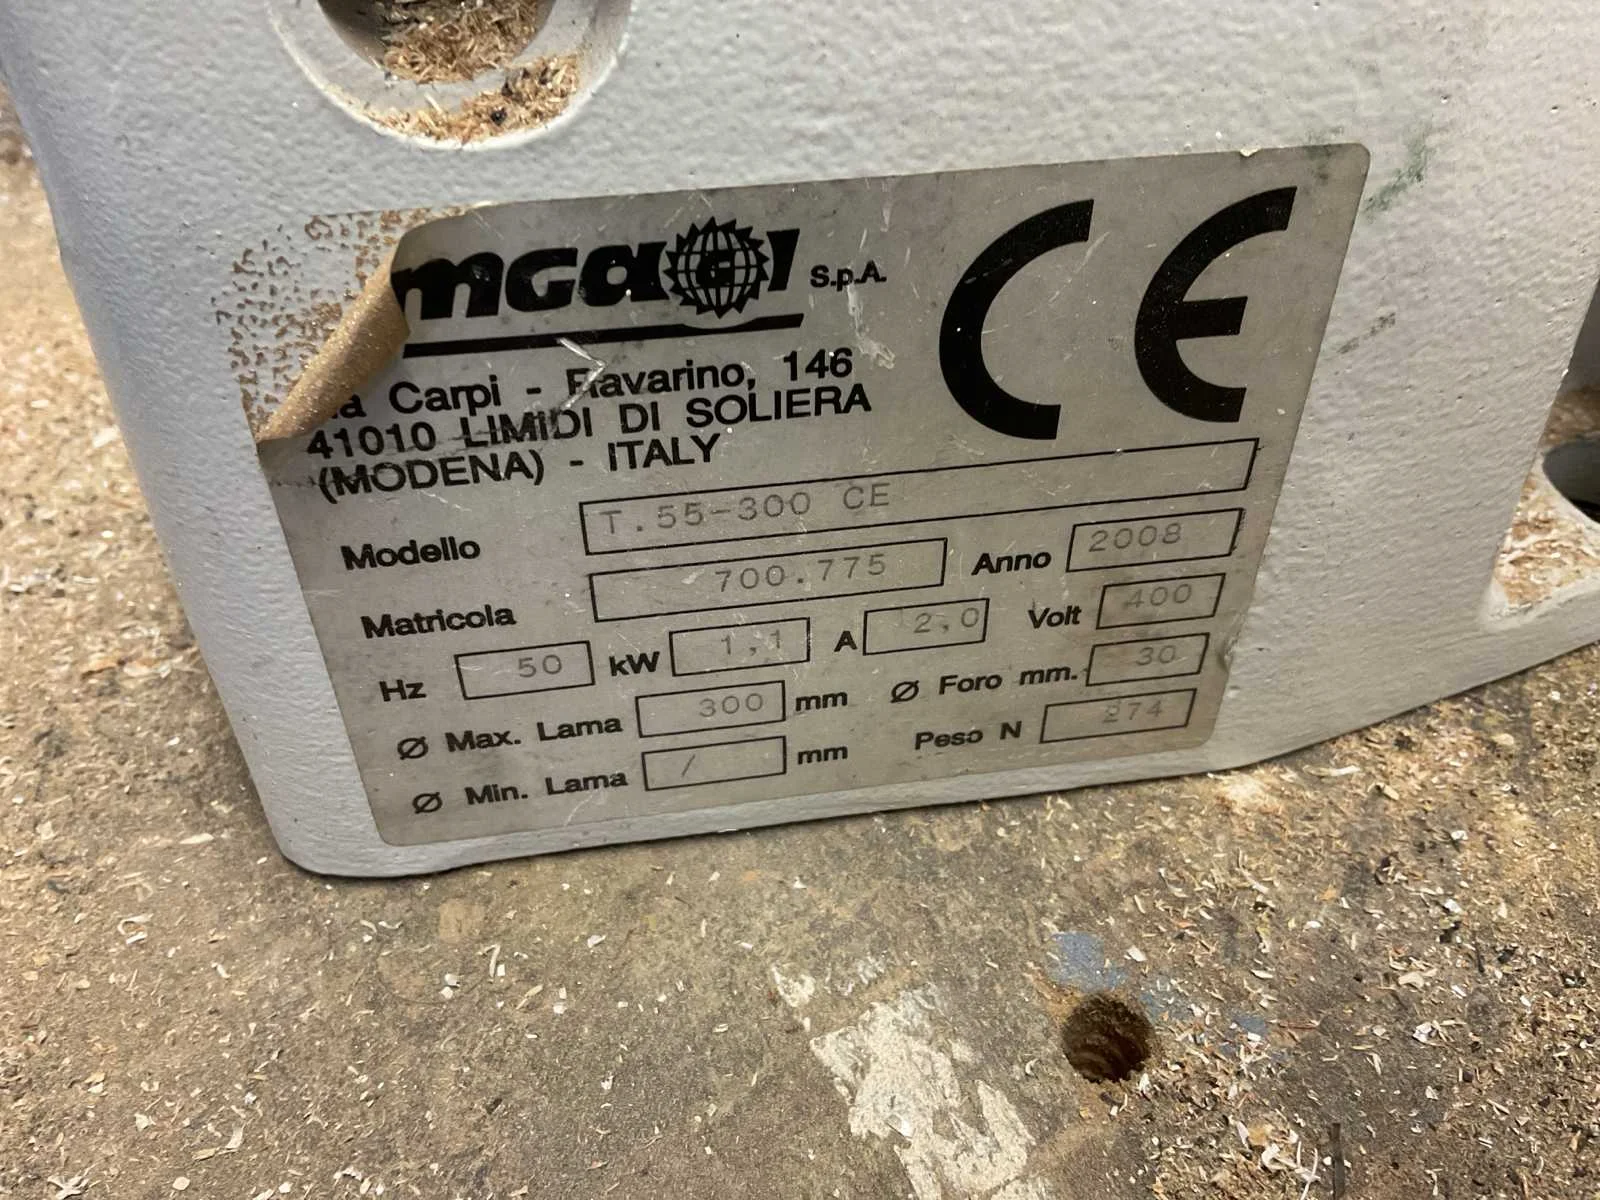 S.p.A.
Carpi - Ravarino, 146
41010 LIMIDI DI SOLIERA
(MODENA) - ITALY
CE
Modello T.55-300 CE
Matricola 700.775 Anno 2008
Hz 50 kW 1,1 A 2,0 Volt 400
Ø Max. Lama 300 mm Ø Foro mm. 30
Ø Min. Lama / mm Peso N 274